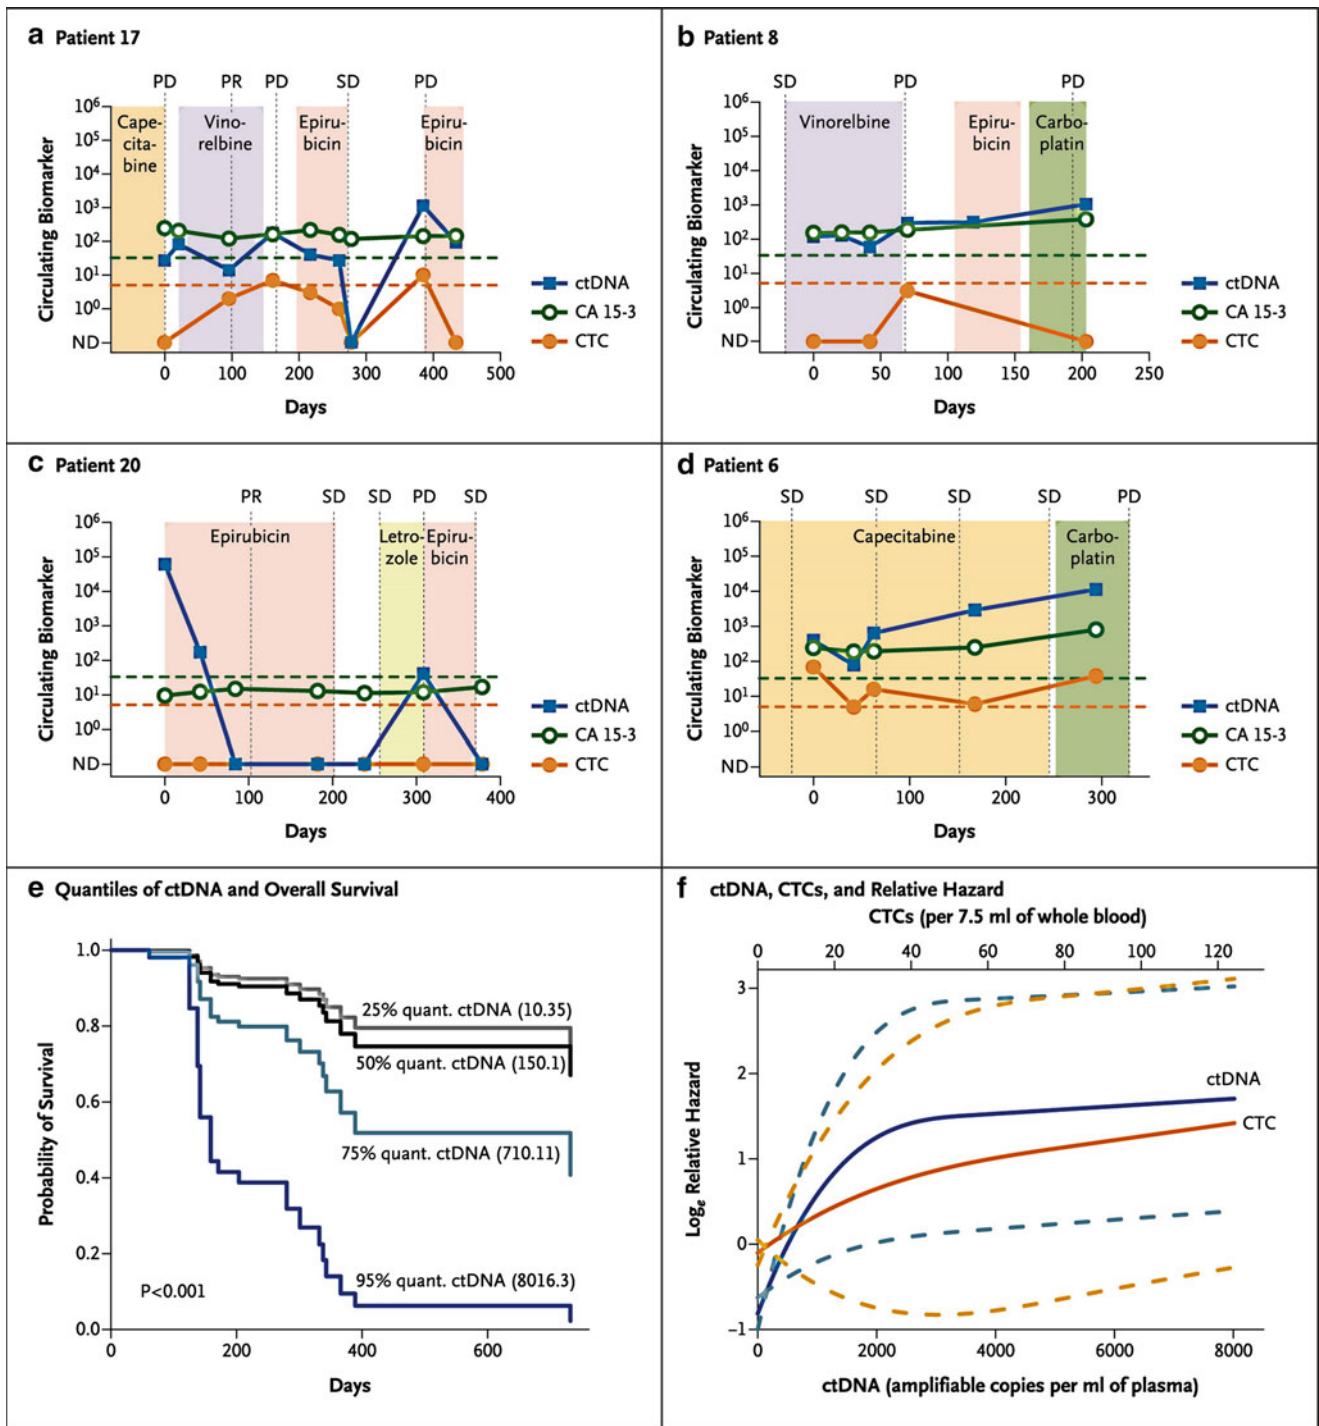 a Patient 17
PD PR PD SD PD
Circulating Biomarker
10⁶
10⁵
10⁴
10³
10²
10¹
10⁰
ND
Cape-
cita-
bine
Vino-
relbine
Epiru-
bicin
Epiru-
bicin
ctDNA
CA 15-3
CTC
0 100 200 300 400 500
Days
b Patient 8
SD PD PD
Circulating Biomarker
10⁶
10⁵
10⁴
10³
10²
10¹
10⁰
ND
Vinorelbine
Epiru-
bicin
Carbo-
platin
ctDNA
CA 15-3
CTC
0 50 100 150 200 250
Days
c Patient 20
PR SD SD PD SD
Circulating Biomarker
10⁶
10⁵
10⁴
10³
10²
10¹
10⁰
ND
Epirubicin
Letro-
zole
Epiru-
bicin
ctDNA
CA 15-3
CTC
0 100 200 300 400
Days
d Patient 6
SD SD SD SD PD
Circulating Biomarker
10⁶
10⁵
10⁴
10³
10²
10¹
10⁰
ND
Capecitabine
Carbo-
platin
ctDNA
CA 15-3
CTC
0 100 200 300
Days
e Quantiles of ctDNA and Overall Survival
Probability of Survival
1.0
0.8
0.6
0.4
0.2
0.0
25% quant. ctDNA (10.35)
50% quant. ctDNA (150.1)
75% quant. ctDNA (710.11)
95% quant. ctDNA (8016.3)
P<0.001
0 200 400 600
Days
f ctDNA, CTCs, and Relative Hazard
CTCs (per 7.5 ml of whole blood)
0 20 40 60 80 100 120
Logₑ Relative Hazard
3
2
1
0
−1
ctDNA
CTC
0 2000 4000 6000 8000
ctDNA (amplifiable copies per ml of plasma)